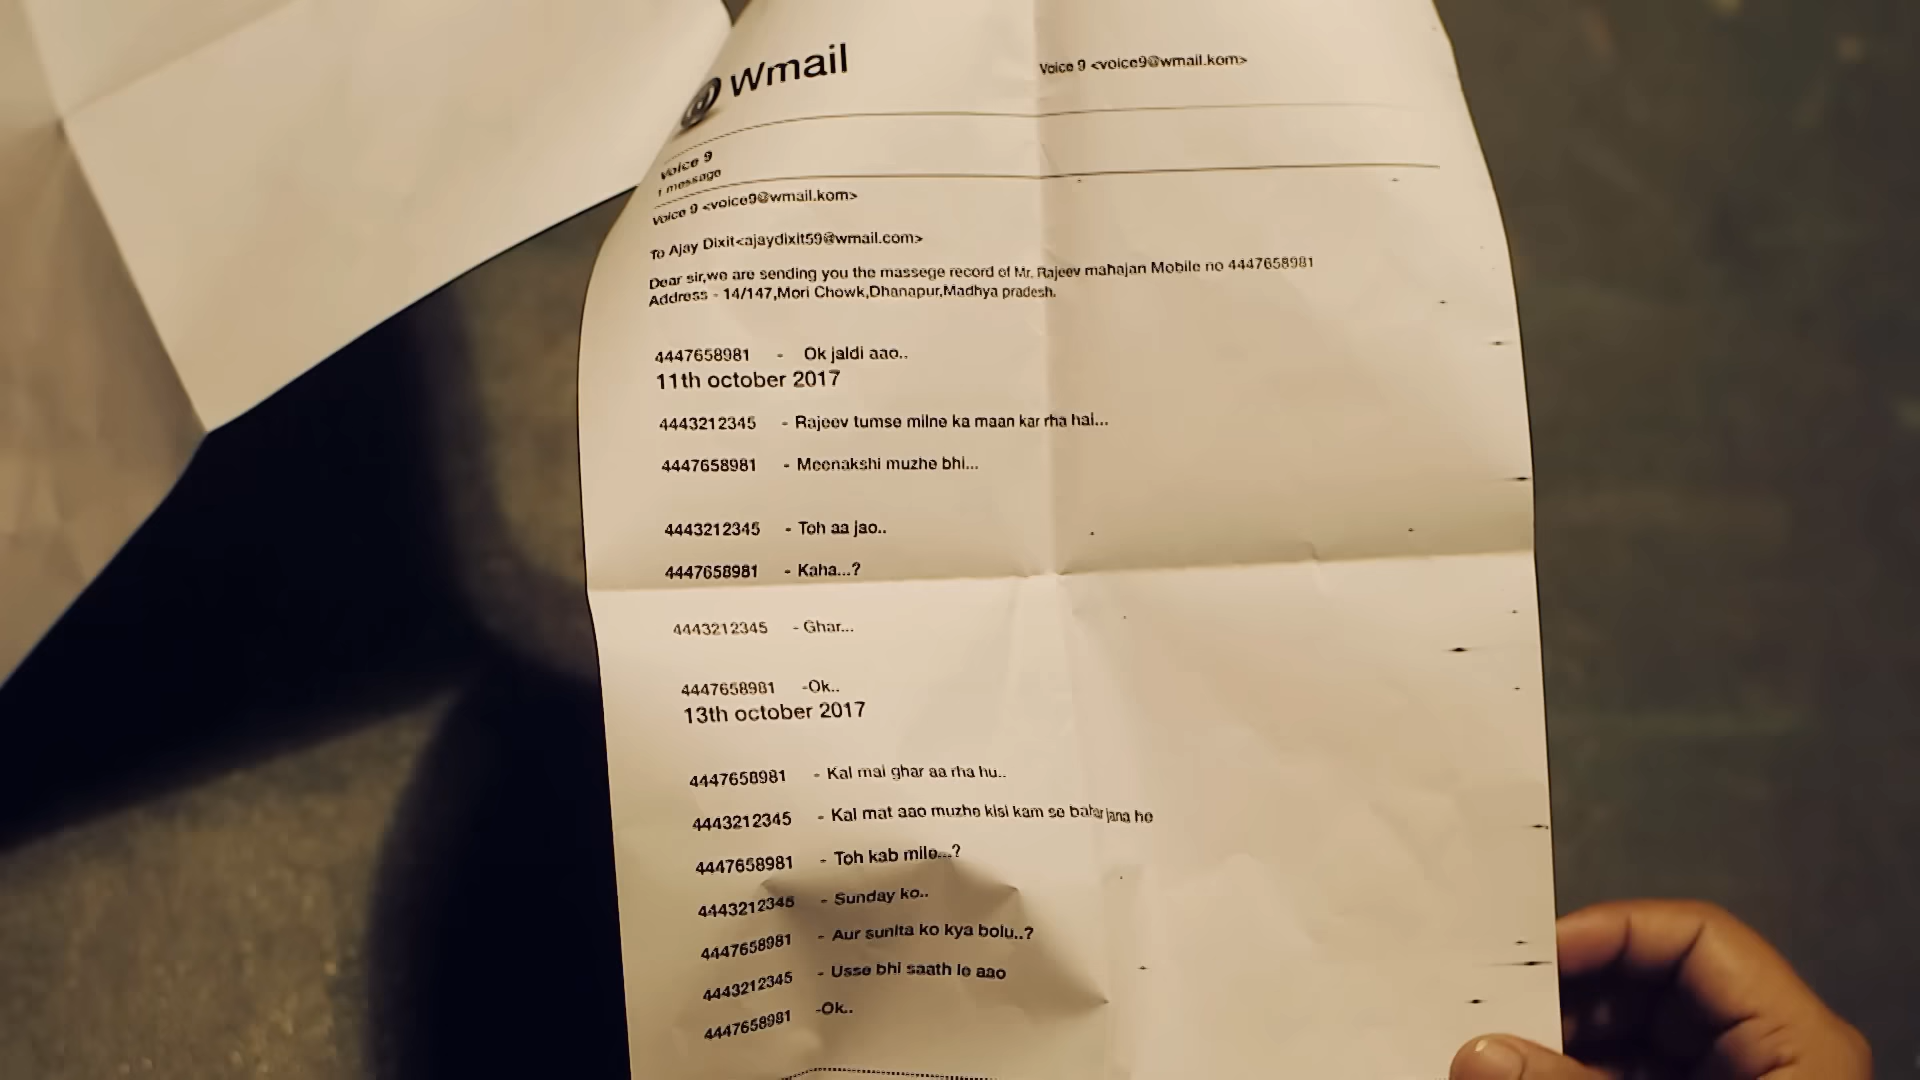 @ Wmail
Voice 9 <voice9@wmail.kom>
Voice 9
1 message
Voice 9 <voice9@wmail.kom>
To Ajay Dixit<ajaydixit59@wmail.com>
Dear sir,we are sending you the massege record of Mr. Rajeev mahajan Mobile no 4447658981
Address - 14/147,Mori Chowk,Dhanapur,Madhya pradesh.
4447658981 - Ok jaldi aao..
11th october 2017
4443212345 - Rajeev tumse milne ka maan kar rha hai...
4447658981 - Meenakshi muzhe bhi...
4443212345 - Toh aa jao..
4447658981 - Kaha...?
4443212345 - Ghar...
4447658981 -Ok..
13th october 2017
4447658981 - Kal mai ghar aa rha hu..
4443212345 - Kal mat aao muzhe kisi kam se bahar jana he
4447658981 - Toh kab mile...?
4443212345 - Sunday ko..
4447658981 - Aur sunita ko kya bolu..?
4443212345 - Usse bhi saath le aao
4447658981 -Ok..